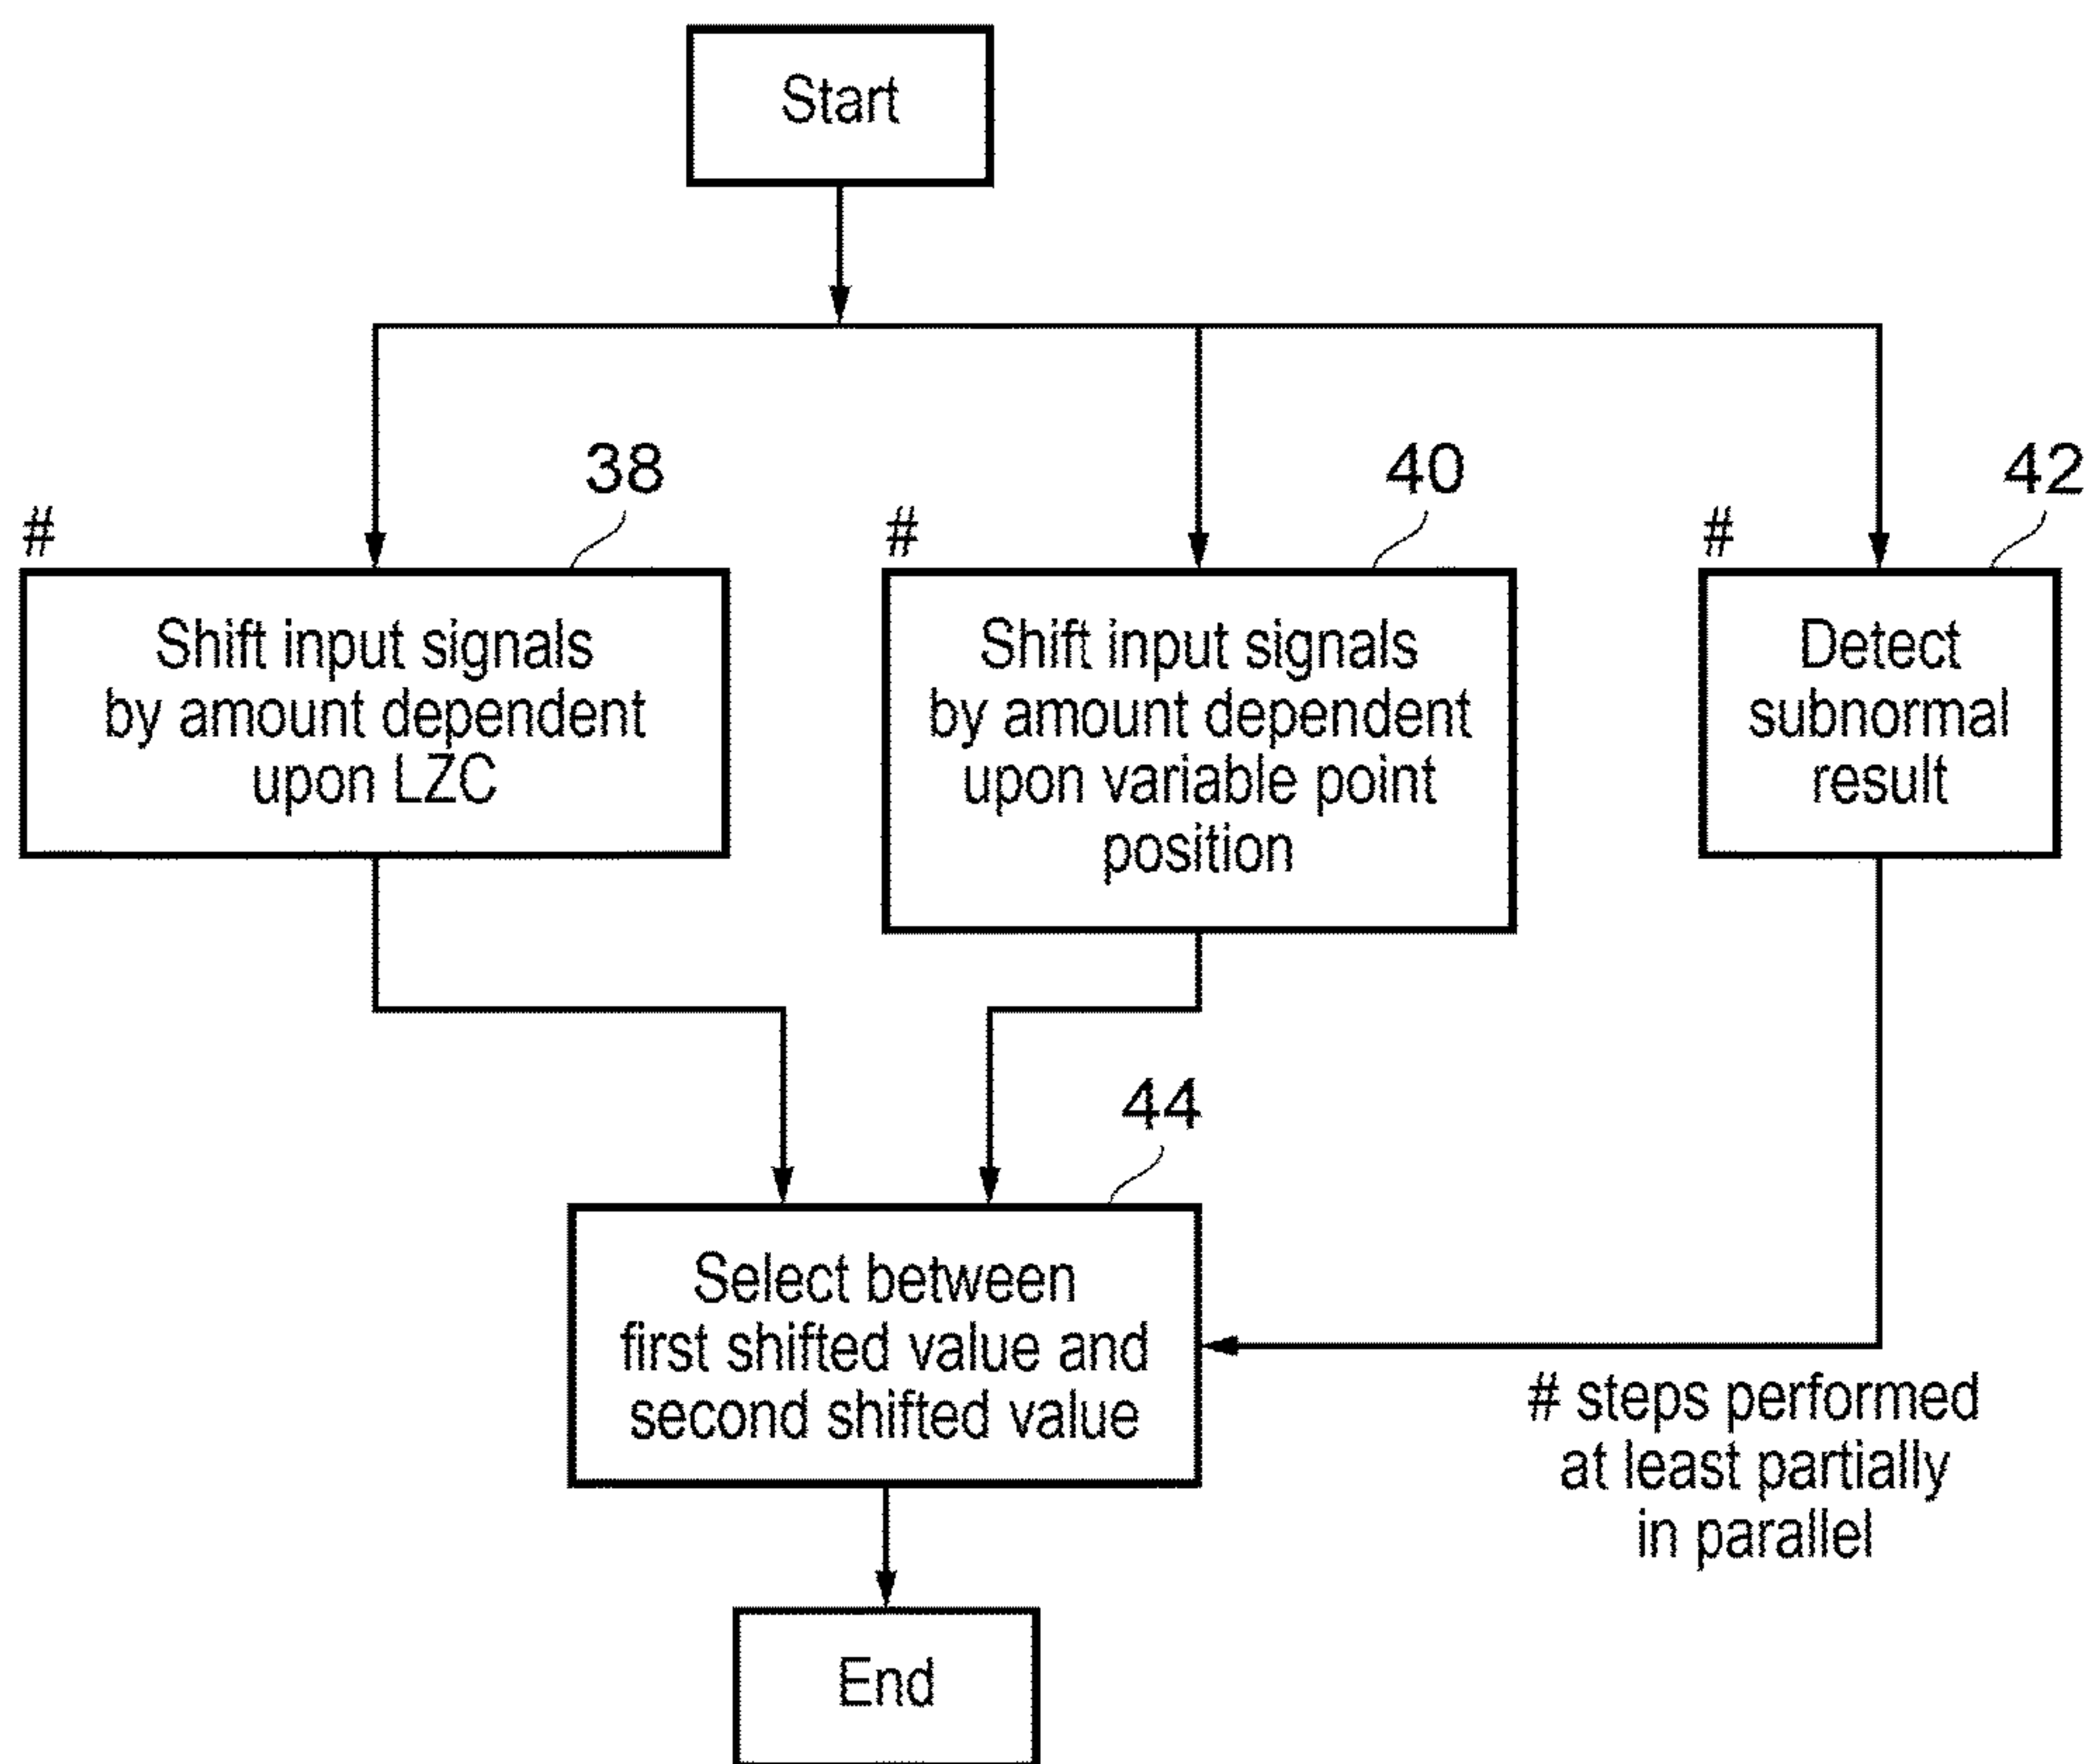 Start
38
40
42
#
#
#
Shift input signals
by amount dependent
upon LZC
Shift input signals
by amount dependent
upon variable point
position
Detect
subnormal
result
44
Select between
first shifted value and
second shifted value
# steps performed
at least partially
in parallel
End